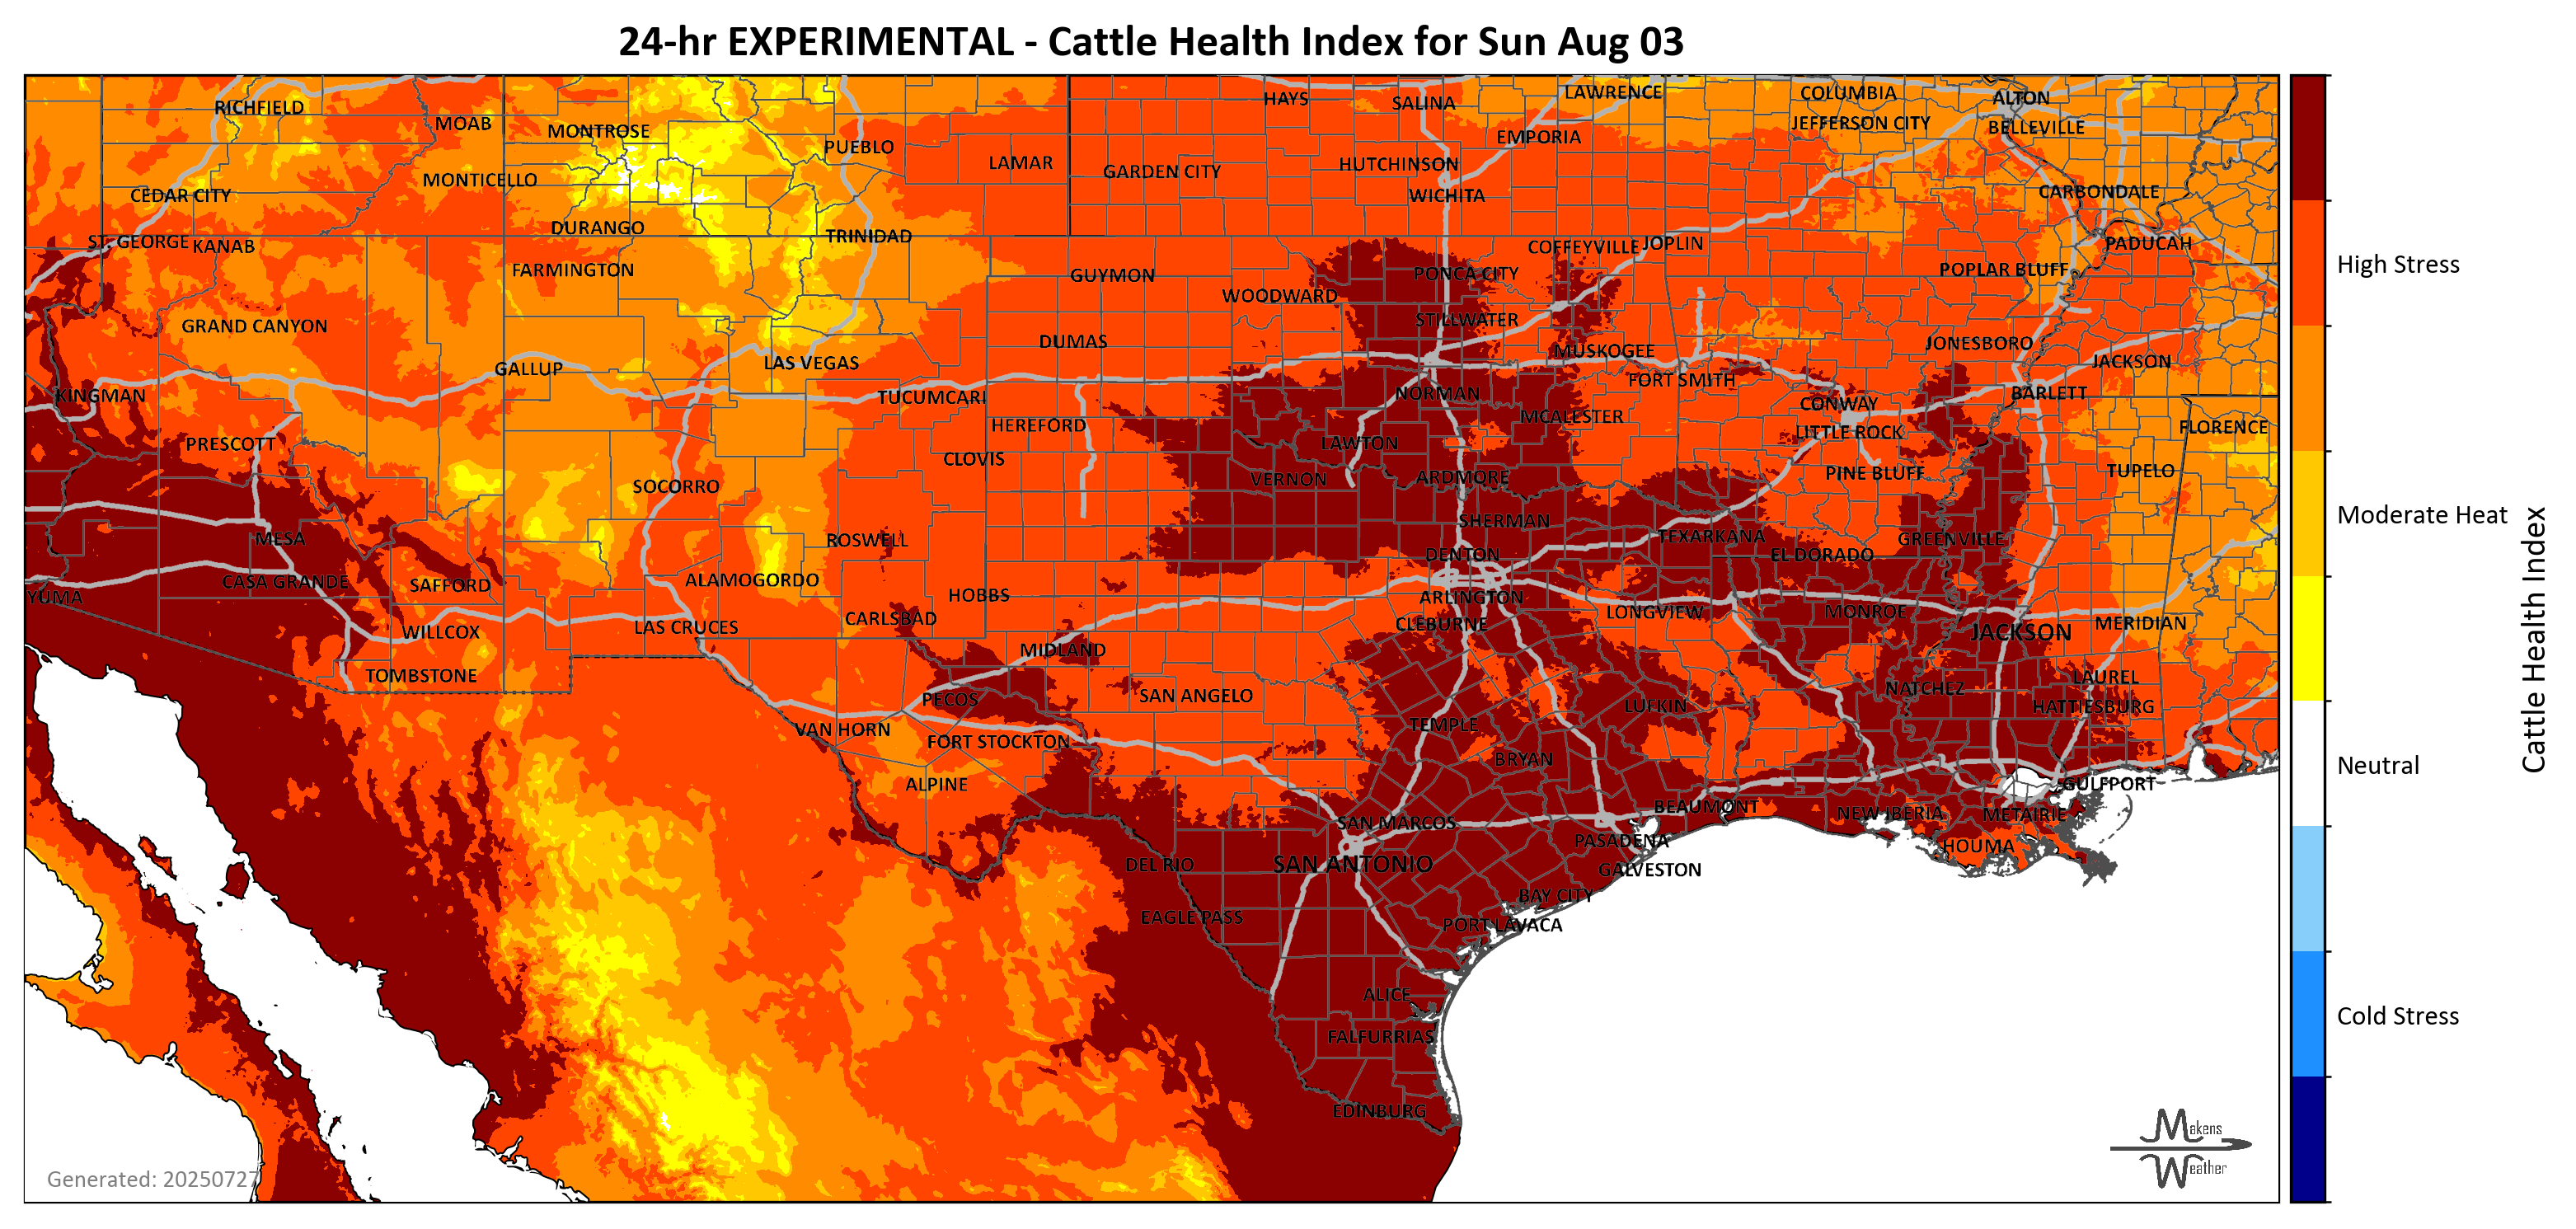 24-hr EXPERIMENTAL - Cattle Health Index for Sun Aug 03
RICHFIELD
MOAB
MONTROSE
PUEBLO
LAMAR
HAYS
SALINA
LAWRENCE
COLUMBIA
ALTON
EMPORIA
JEFFERSON CITY
BELLEVILLE
CEDAR CITY
MONTICELLO
GARDEN CITY
HUTCHINSON
WICHITA
CARBONDALE
ST. GEORGE
KANAB
DURANGO
TRINIDAD
COFFEYVILLE
JOPLIN
PADUCAH
FARMINGTON
GUYMON
PONCA CITY
POPLAR BLUFF
WOODWARD
GRAND CANYON
STILLWATER
DUMAS
MUSKOGEE
JONESBORO
GALLUP
LAS VEGAS
JACKSON
KINGMAN
TUCUMCARI
NORMAN
FORT SMITH
BARLETT
CONWAY
PRESCOTT
HEREFORD
MCALESTER
LAWTON
LITTLE ROCK
FLORENCE
CLOVIS
SOCORRO
VERNON
ARDMORE
PINE BLUFF
TUPELO
SHERMAN
MESA
ROSWELL
TEXARKANA
GREENVILLE
DENTON
EL DORADO
YUMA
CASA GRANDE
SAFFORD
ALAMOGORDO
HOBBS
ARLINGTON
CARLSBAD
CLEBURNE
LONGVIEW
MONROE
WILLCOX
LAS CRUCES
JACKSON
MERIDIAN
MIDLAND
TOMBSTONE
PECOS
SAN ANGELO
NATCHEZ
LAUREL
LUFKIN
HATTIESBURG
VAN HORN
FORT STOCKTON
TEMPLE
BRYAN
ALPINE
GULFPORT
BEAUMONT
NEW IBERIA
METAIRIE
SAN MARCOS
PASADENA
HOUMA
DEL RIO
SAN ANTONIO
GALVESTON
BAY CITY
EAGLE PASS
PORT LAVACA
ALICE
FALFURRIAS
EDINBURG
Generated: 20250727
Makens
Weather
High Stress
Moderate Heat
Neutral
Cold Stress
Cattle Health Index